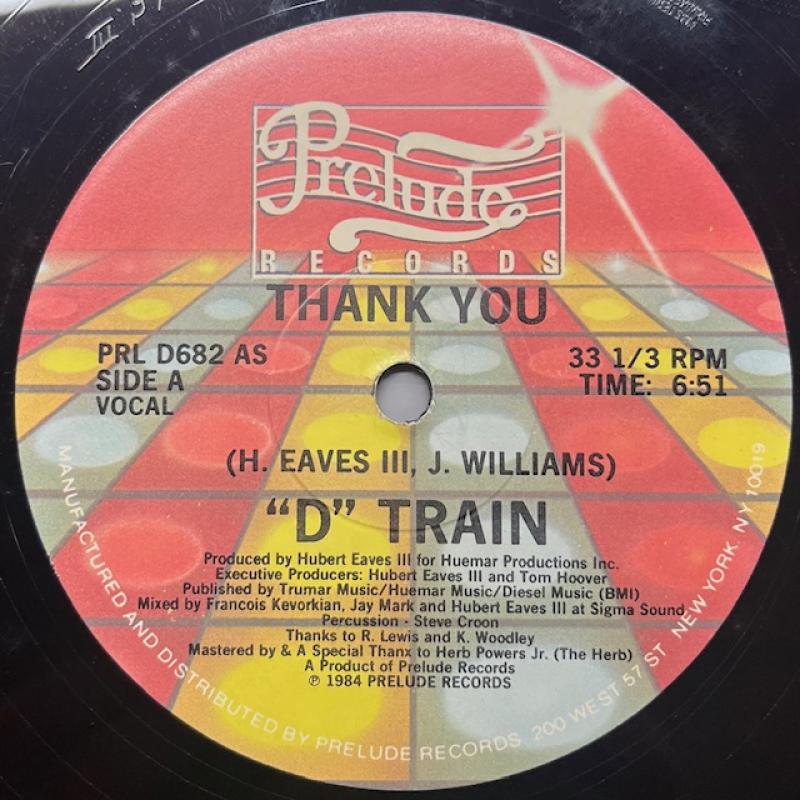 Prelude
RECORDS
THANK YOU
PRL D682 AS
SIDE A
VOCAL
33 1/3 RPM
TIME: 6:51
(H. EAVES III, J. WILLIAMS)
"D" TRAIN
Produced by Hubert Eaves III for Huemar Productions Inc.
Executive Producers: Hubert Eaves III and Tom Hoover
Published by Trumar Music/Huemar Music/Diesel Music (BMI)
Mixed by Francois Kevorkian, Jay Mark and Hubert Eaves III at Sigma Sound,
Percussion - Steve Croon
Thanks to R. Lewis and K. Woodley
Mastered by & A Special Thanx to Herb Powers Jr. (The Herb)
A Product of Prelude Records
℗ 1984 PRELUDE RECORDS
MANUFACTURED AND DISTRIBUTED BY PRELUDE RECORDS 200 WEST 57 ST NEW YORK, NY 10019